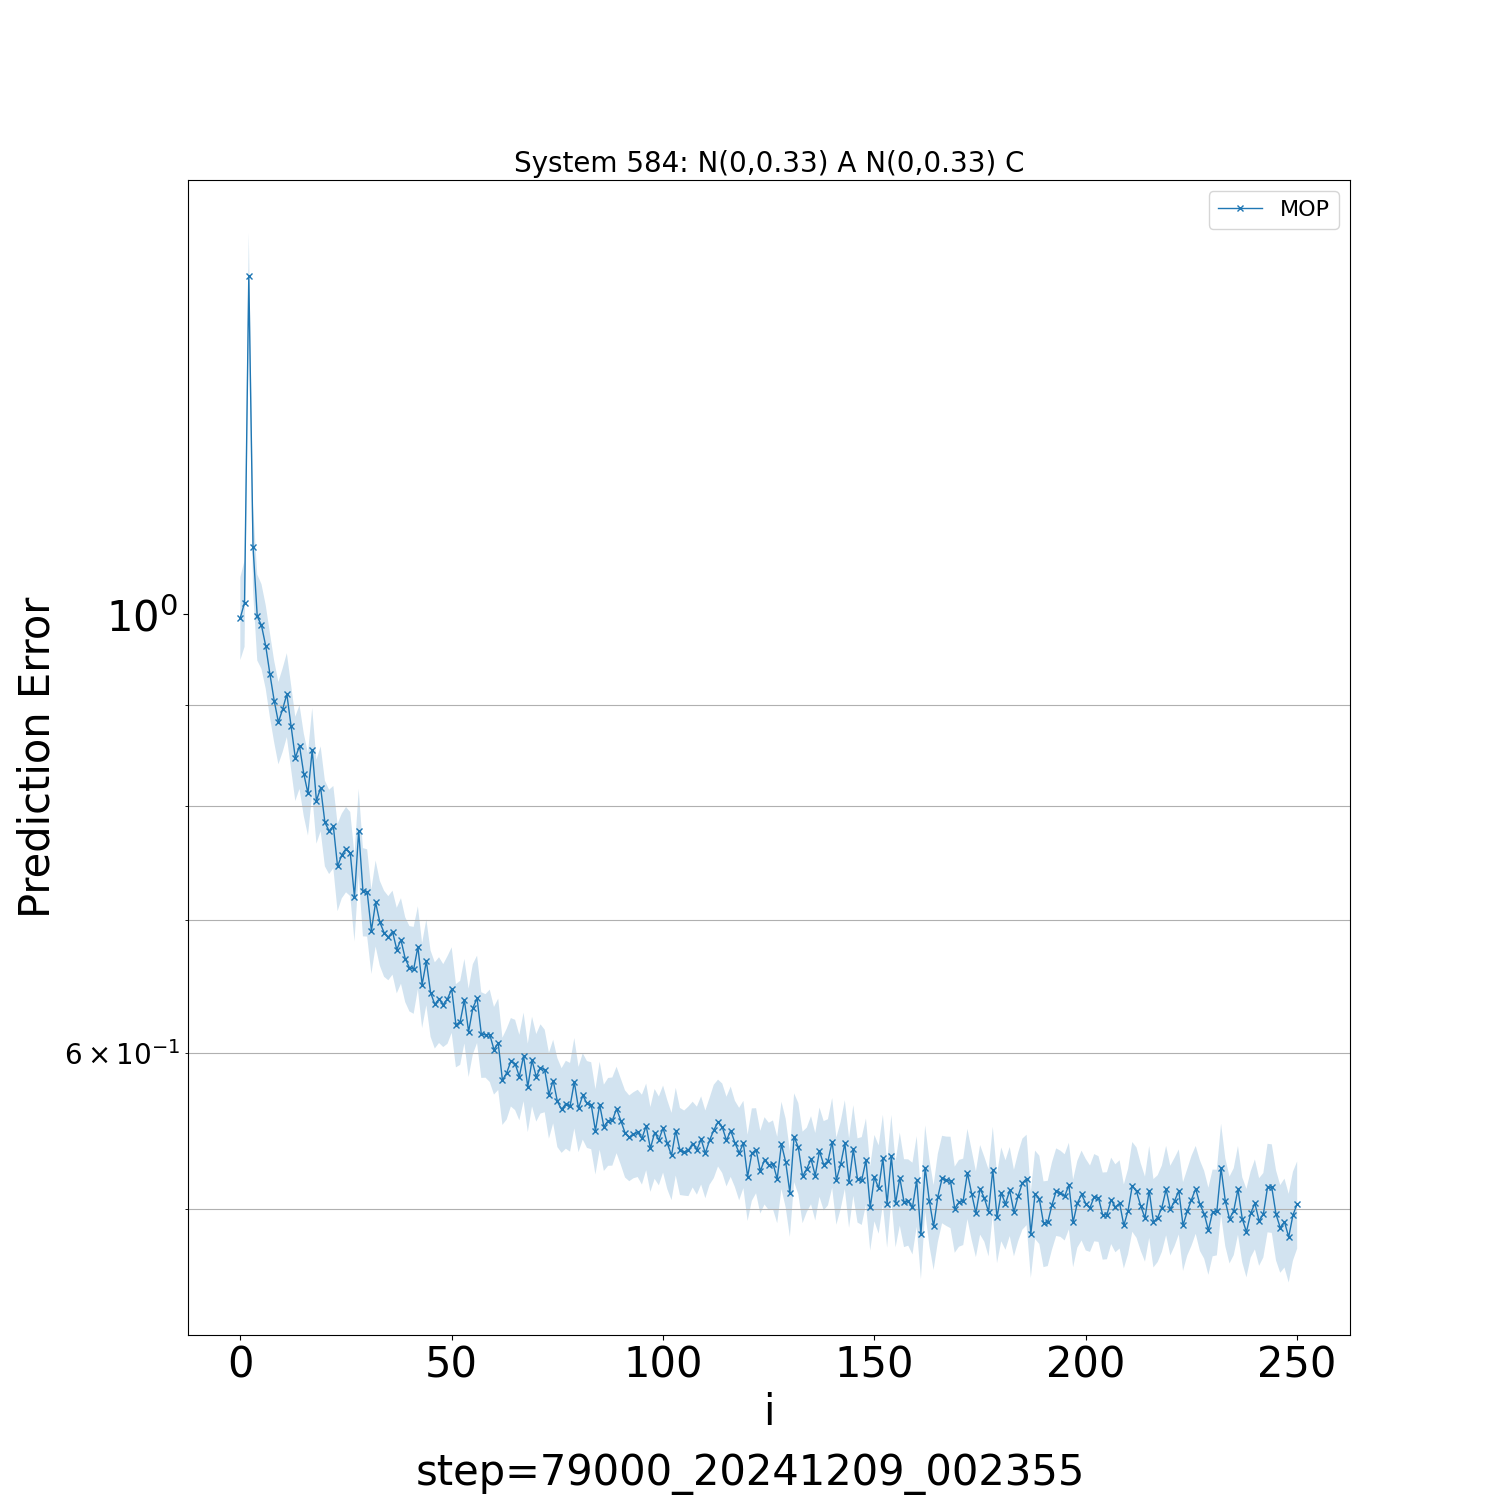 System 584: N(0,0.33) A N(0,0.33) C
MOP
Prediction Error
10⁰
6 × 10⁻¹
0 50 100 150 200 250
i
step=79000_20241209_002355